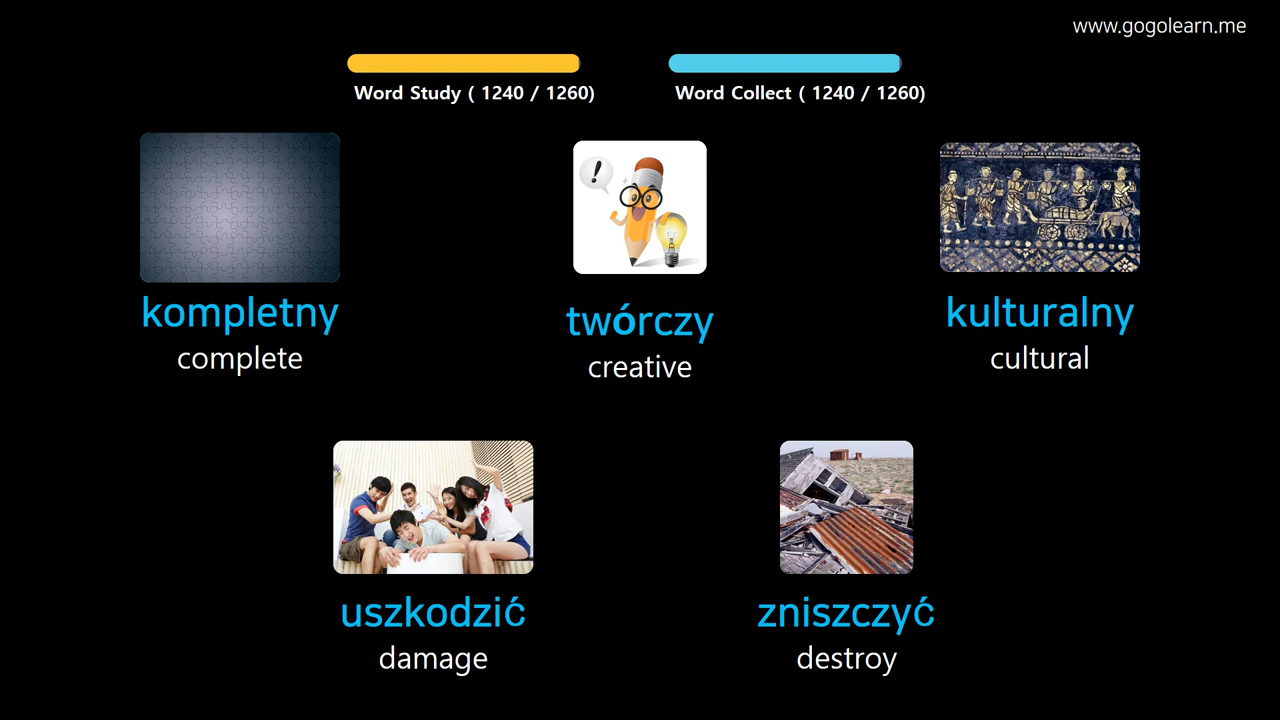 www.gogolearn.me
Word Study ( 1240 / 1260)
Word Collect ( 1240 / 1260)
kompletny
complete
twórczy
creative
kulturalny
cultural
uszkodzić
damage
zniszczyć
destroy